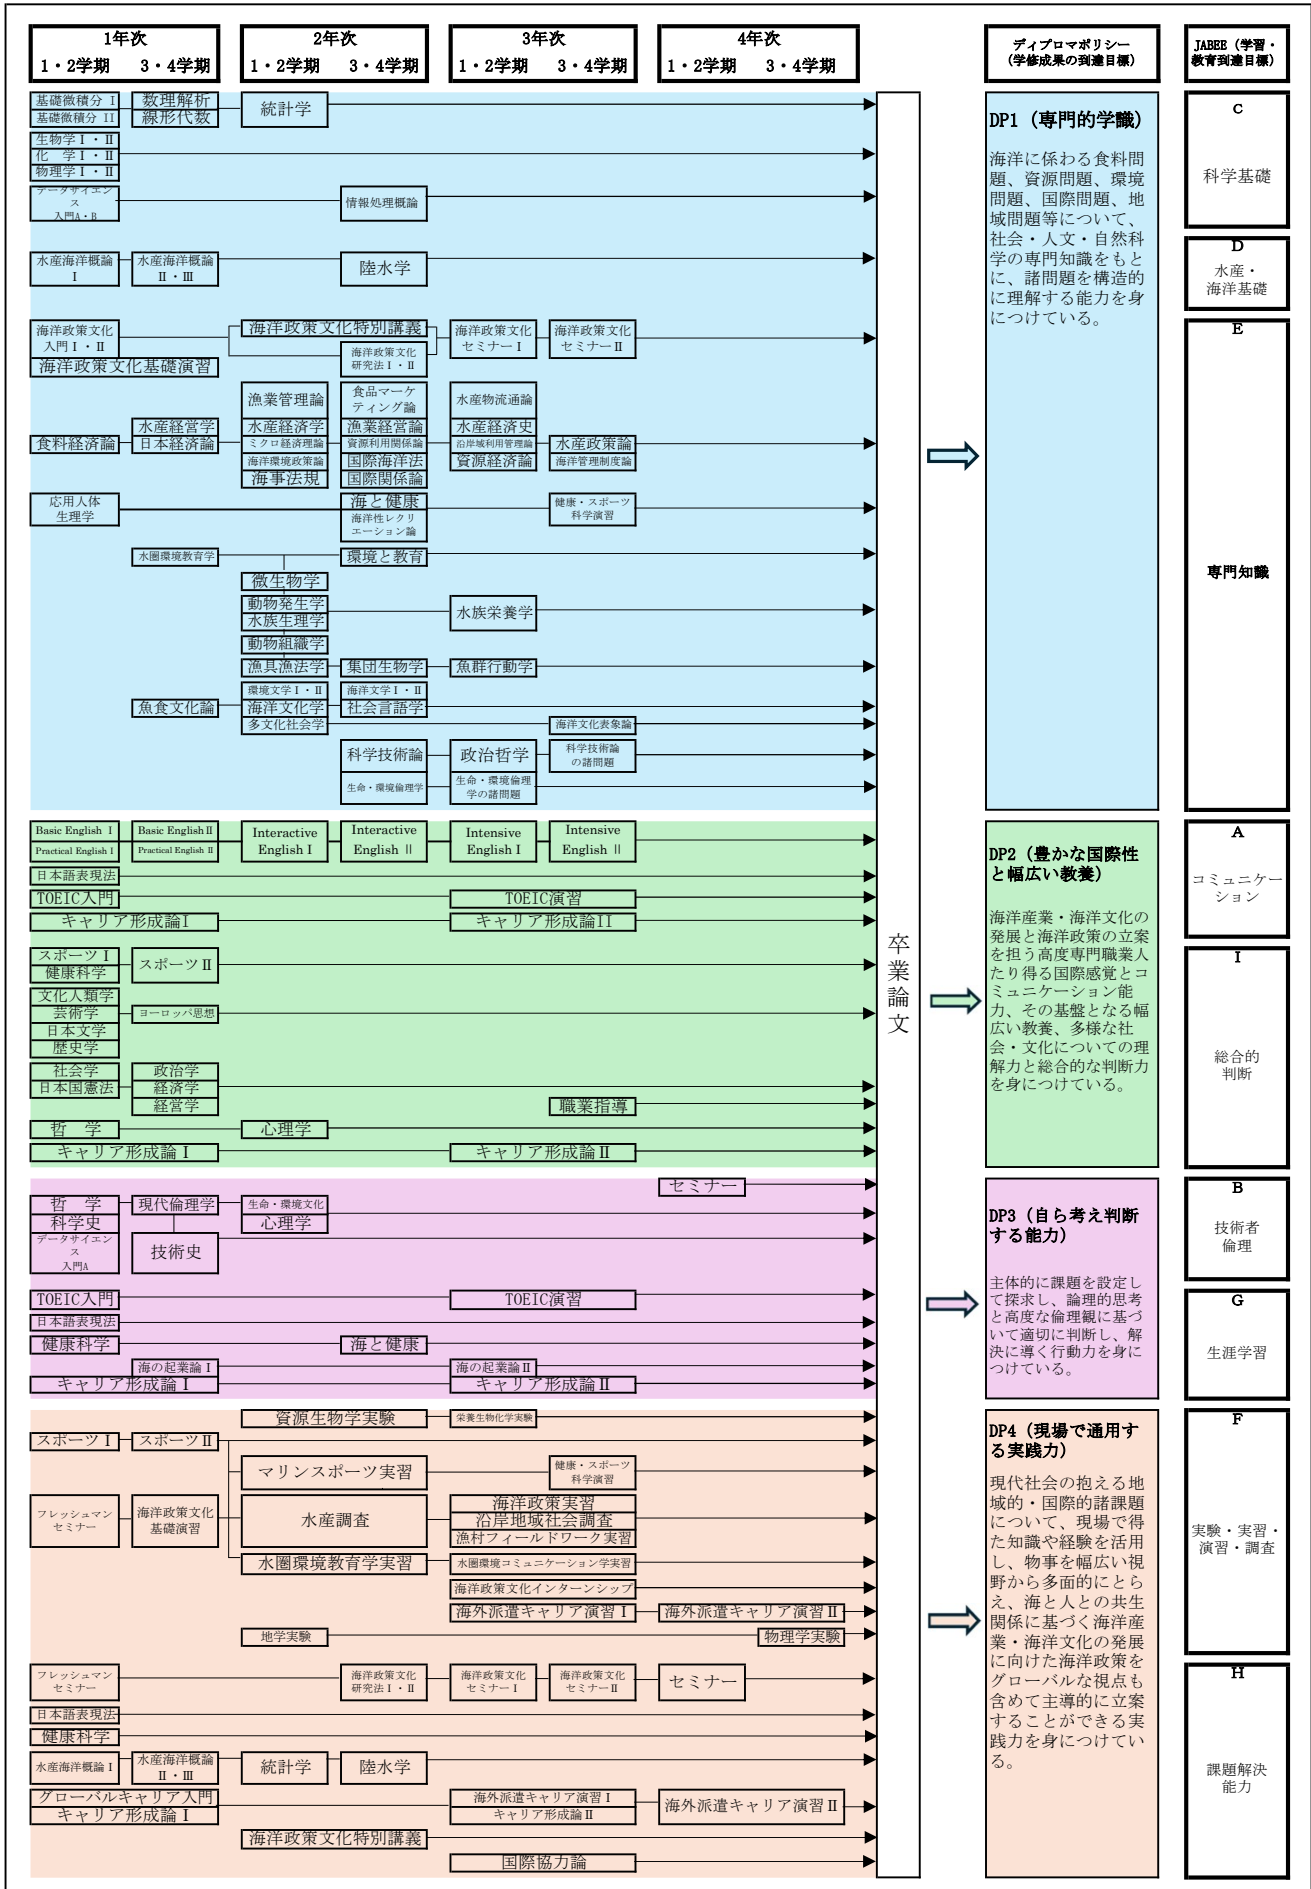 1年次
1・2学期 3・4学期
2年次
1・2学期 3・4学期
3年次
1・2学期 3・4学期
4年次
1・2学期 3・4学期
ディプロマポリシー
(学修成果の到達目標)
JABEE (学習・
教育到達目標)
基礎微積分 I
基礎微積分 II
数理解析
線形代数
統計学
生物学Ⅰ・Ⅱ
化 学Ⅰ・Ⅱ
物理学Ⅰ・Ⅱ
データサイエン
ス
入門A・B
情報処理概論
水産海洋概論
Ⅰ
水産海洋概論
Ⅱ・Ⅲ
陸水学
海洋政策文化
入門Ⅰ・Ⅱ
海洋政策文化基礎演習
海洋政策文化特別講義
海洋政策文化
研究法Ⅰ・Ⅱ
海洋政策文化
セミナーⅠ
海洋政策文化
セミナーⅡ
食料経済論
水産経営学
日本経済論
漁業管理論
水産経済学
ミクロ経済理論
海洋環境政策論
海事法規
食品マーケ
ティング論
漁業経営論
資源利用関係論
国際海洋法
国際関係論
水産物流通論
水産経済史
沿岸域利用管理論
資源経済論
水産政策論
海洋管理制度論
応用人体
生理学
海と健康
海洋性レクリ
エーション論
健康・スポーツ
科学演習
水圏環境教育学
環境と教育
微生物学
動物発生学
水族生理学
水族栄養学
動物組織学
漁具漁法学
集団生物学
魚群行動学
魚食文化論
環境文学Ⅰ・Ⅱ
海洋文化学
多文化社会学
海洋文学Ⅰ・Ⅱ
社会言語学
海洋文化表象論
科学技術論
政治哲学
科学技術論
の諸問題
生命・環境倫理学
生命・環境倫理
学の諸問題
DP1 (専門的学識)
海洋に係わる食料問
題、資源問題、環境
問題、国際問題、地
域問題等について、
社会・人文・自然科
学の専門知識をもと
に、諸問題を構造的
に理解する能力を身
につけている。
C
科学基礎
D
水産・
海洋基礎
E
専門知識
Basic English Ⅰ
Practical English Ⅰ
Basic English Ⅱ
Practical English Ⅱ
Interactive
English Ⅰ
Interactive
English Ⅱ
Intensive
English Ⅰ
Intensive
English Ⅱ
日本語表現法
TOEIC入門
TOEIC演習
キャリア形成論I
キャリア形成論II
スポーツⅠ
健康科学
スポーツⅡ
文化人類学
芸術学
日本文学
歴史学
ヨーロッパ思想
社会学
日本国憲法
政治学
経済学
経営学
職業指導
哲 学
心理学
キャリア形成論Ⅰ
キャリア形成論Ⅱ
卒
業
論
文
DP2 (豊かな国際性
と幅広い教養)
海洋産業・海洋文化の
発展と海洋政策の立案
を担う高度専門職業人
たり得る国際感覚とコ
ミュニケーション能
力、その基盤となる幅
広い教養、多様な社
会・文化についての理
解力と総合的な判断力
を身につけている。
A
コミュニケー
ション
I
総合的
判断
セミナー
哲 学
科学史
データサイエン
ス
入門A
現代倫理学
技術史
生命・環境文化
心理学
TOEIC入門
TOEIC演習
日本語表現法
健康科学
海と健康
海の起業論Ⅰ
海の起業論Ⅱ
キャリア形成論Ⅰ
キャリア形成論Ⅱ
DP3 (自ら考え判断
する能力)
主体的に課題を設定し
て探求し、論理的思考
と高度な倫理観に基づ
いて適切に判断し、解
決に導く行動力を身に
つけている。
B
技術者
倫理
G
生涯学習
資源生物学実験
栄養生物化学実験
スポーツⅠ
スポーツⅡ
マリンスポーツ実習
健康・スポーツ
科学演習
フレッシュマン
セミナー
海洋政策文化
基礎演習
水産調査
海洋政策実習
沿岸地域社会調査
漁村フィールドワーク実習
水圏環境教育学実習
水圏環境コミュニケーション学実習
海洋政策文化インターンシップ
海外派遣キャリア演習Ⅰ
海外派遣キャリア演習Ⅱ
地学実験
物理学実験
フレッシュマン
セミナー
海洋政策文化
研究法Ⅰ・Ⅱ
海洋政策文化
セミナーⅠ
海洋政策文化
セミナーⅡ
セミナー
日本語表現法
健康科学
水産海洋概論Ⅰ
水産海洋概論
Ⅱ・Ⅲ
統計学
陸水学
グローバルキャリア入門
キャリア形成論Ⅰ
海外派遣キャリア演習Ⅰ
キャリア形成論Ⅱ
海外派遣キャリア演習Ⅱ
海洋政策文化特別講義
国際協力論
DP4 (現場で通用す
る実践力)
現代社会の抱える地
域的・国際的諸課題
について、現場で得
た知識や経験を活用
し、物事を幅広い視
野から多面的にとら
え、海と人との共生
関係に基づく海洋産
業・海洋文化の発展
に向けた海洋政策を
グローバルな視点も
含めて主導的に立案
することができる実
践力を身につけてい
る。
F
実験・実習・
演習・調査
H
課題解決
能力